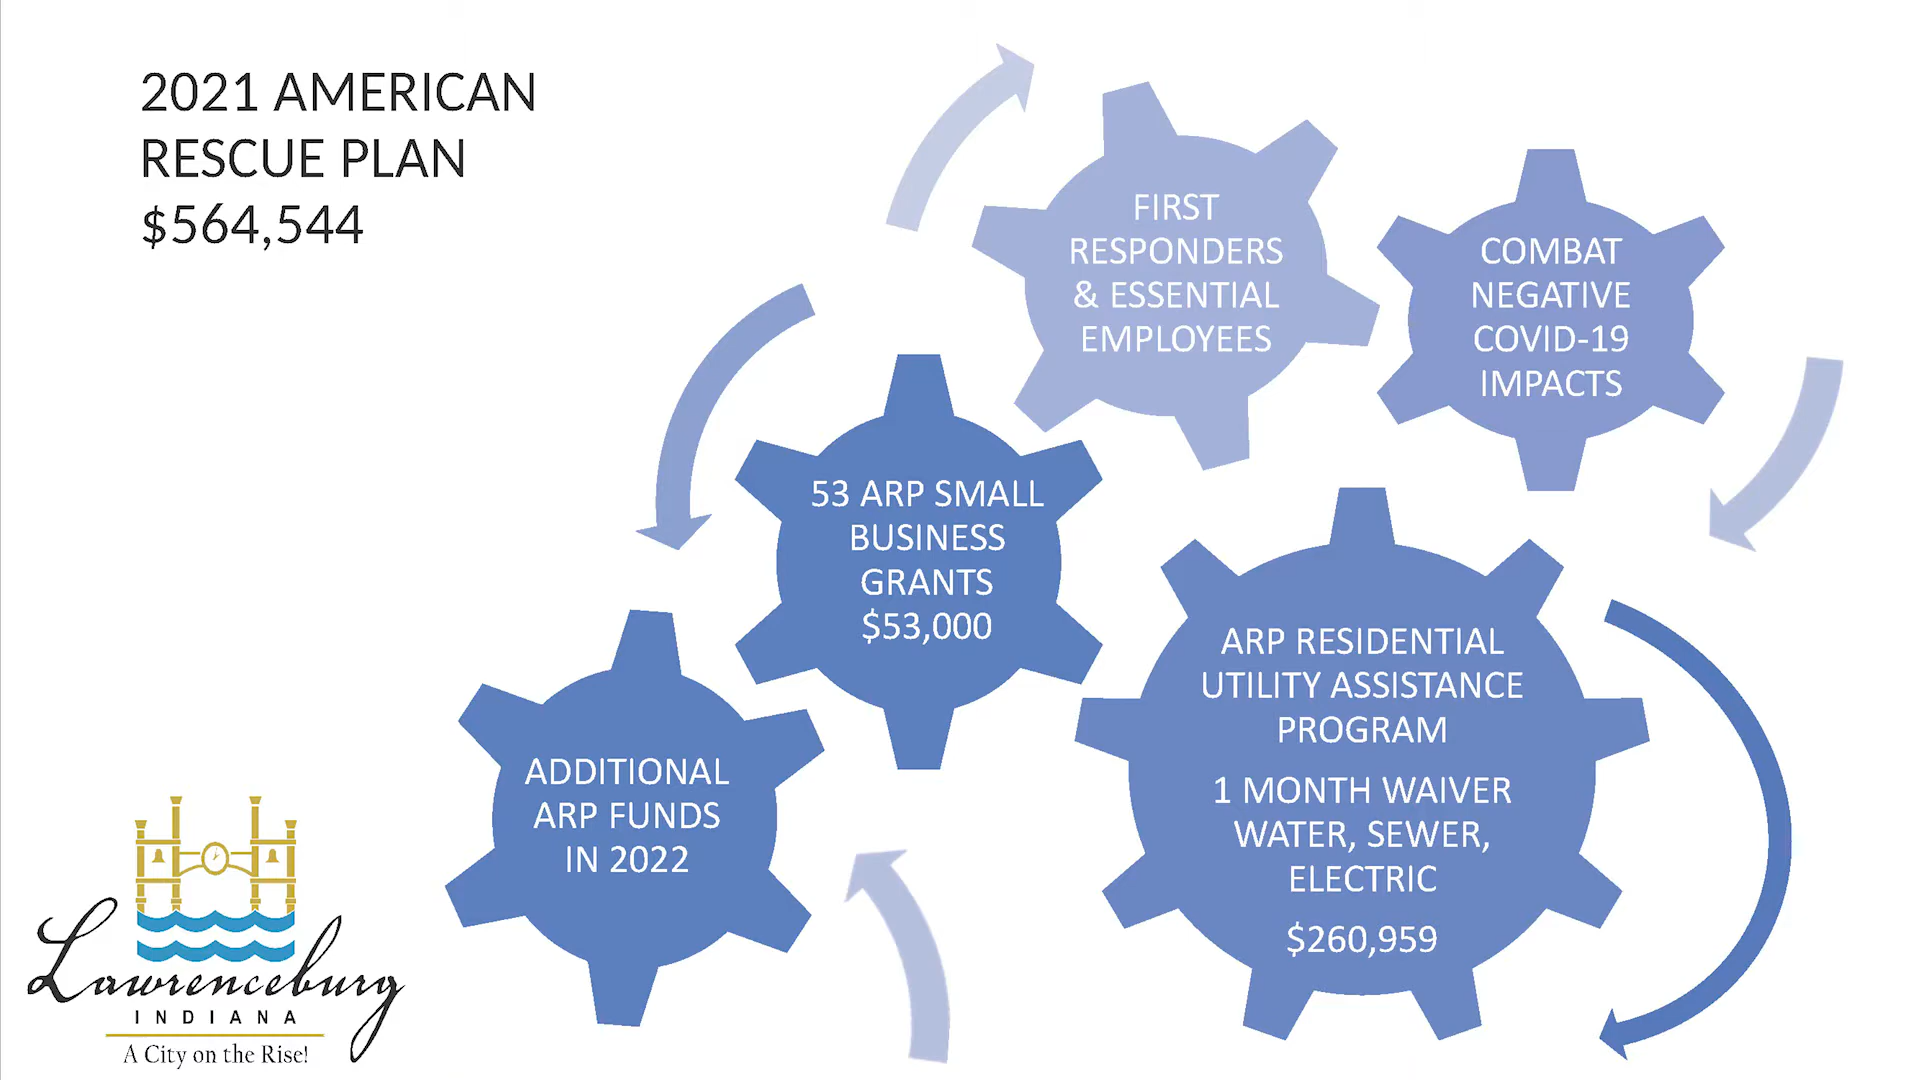 2021 AMERICAN
RESCUE PLAN
$564,544
FIRST
RESPONDERS
& ESSENTIAL
EMPLOYEES
COMBAT
NEGATIVE
COVID-19
IMPACTS
53 ARP SMALL
BUSINESS
GRANTS
$53,000
ARP RESIDENTIAL
UTILITY ASSISTANCE
PROGRAM
1 MONTH WAIVER
WATER, SEWER,
ELECTRIC
$260,959
ADDITIONAL
ARP FUNDS
IN 2022
Lawrenceburg
INDIANA
A City on the Rise!